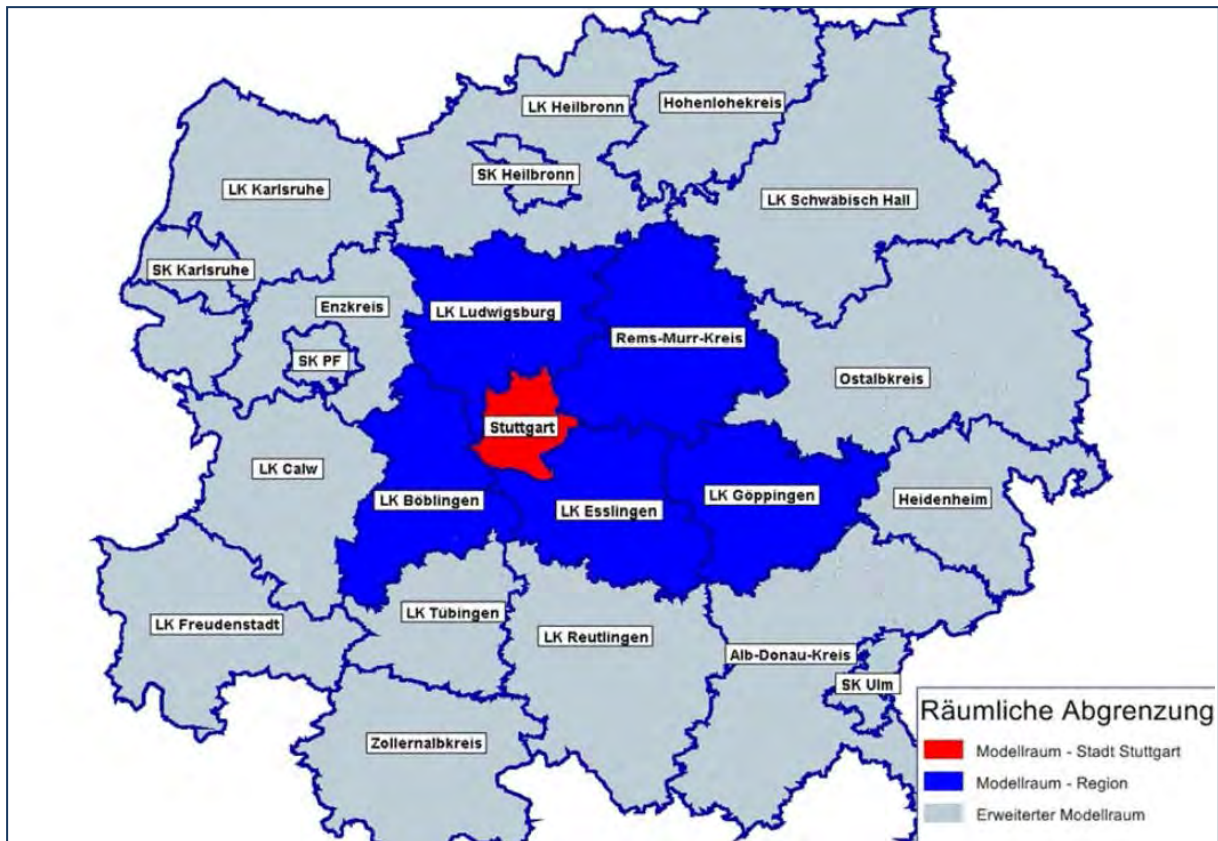 LK Heilbronn
Hohenlohekreis
SK Heilbronn
LK Karlsruhe
LK Schwäbisch Hall
SK Karlsruhe
Enzkreis
LK Ludwigsburg
Rems-Murr-Kreis
SK PF
Ostalbkreis
Stuttgart
LK Calw
LK Böblingen
LK Esslingen
LK Göppingen
Heidenheim
LK Freudenstadt
LK Tübingen
LK Reutlingen
Alb-Donau-Kreis
SK Ulm
Zollernalbkreis
Räumliche Abgrenzung
Modellraum - Stadt Stuttgart
Modellraum - Region
Erweiterter Modellraum